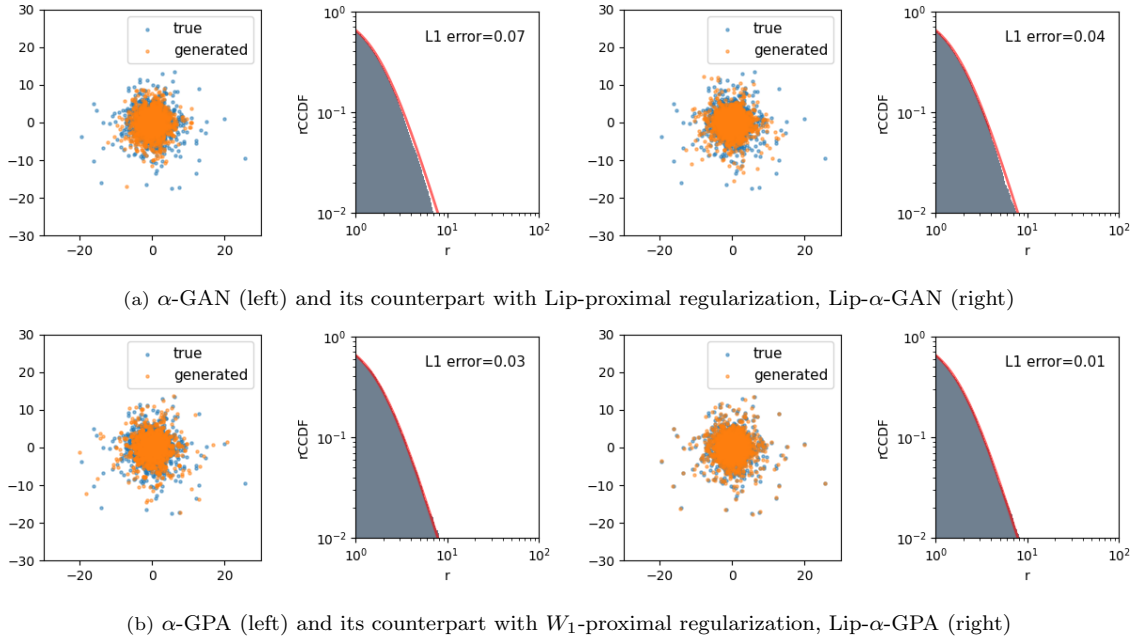 30
20
10
0
−10
−20
−30
−20
0
20
true
generated
10^0
10^{-1}
10^{-2}
rCCDF
L1 error=0.07
10^0
10^1
10^2
r
30
20
10
0
−10
−20
−30
−20
0
20
true
generated
10^0
10^{-1}
10^{-2}
rCCDF
L1 error=0.04
10^0
10^1
10^2
r
(a) α-GAN (left) and its counterpart with Lip-proximal regularization, Lip-α-GAN (right)
30
20
10
0
−10
−20
−30
−20
0
20
true
generated
10^0
10^{-1}
10^{-2}
rCCDF
L1 error=0.03
10^0
10^1
10^2
r
30
20
10
0
−10
−20
−30
−20
0
20
true
generated
10^0
10^{-1}
10^{-2}
rCCDF
L1 error=0.01
10^0
10^1
10^2
r
(b) α-GPA (left) and its counterpart with W_1-proximal regularization, Lip-α-GPA (right)